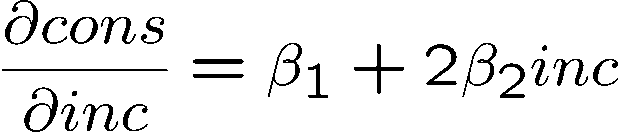 ∂cons/∂inc = β₁ + 2β₂inc